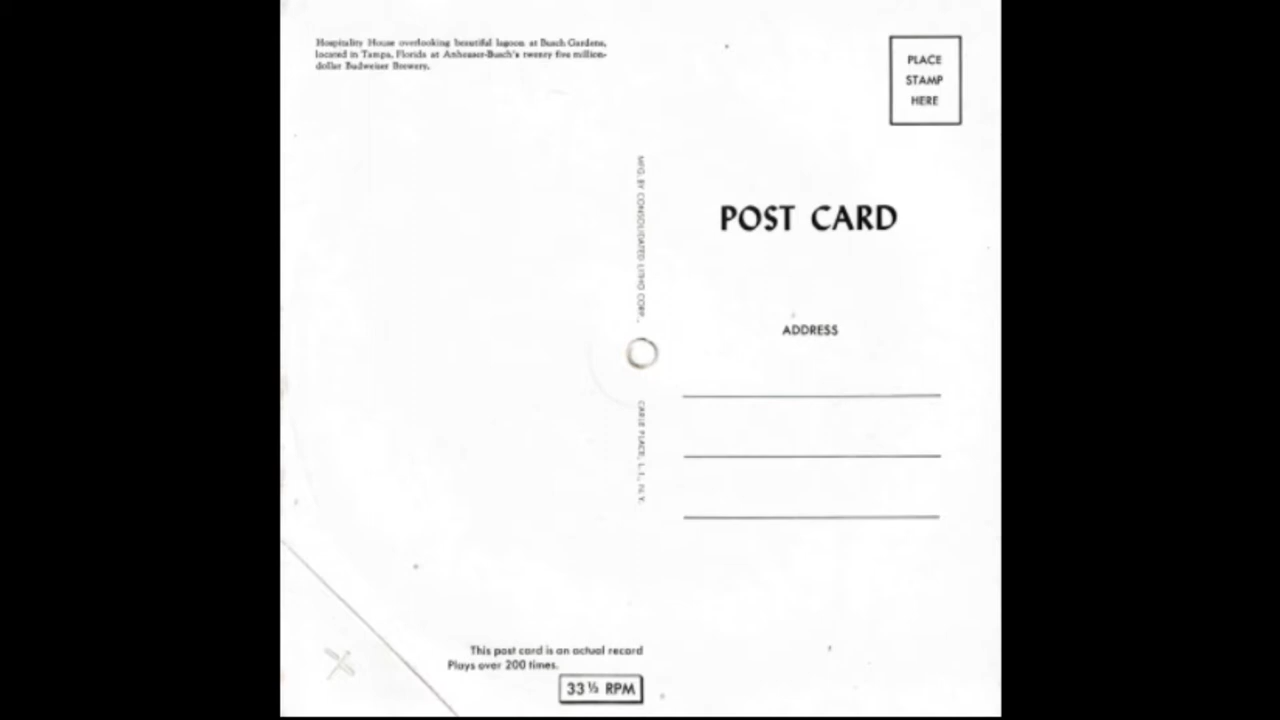 Hospitality House overlooking beautiful lagoon at Busch Gardens,
located in Tampa, Florida at Anheuser-Busch's twenty five million-
dollar Budweiser Brewery.
PLACE
STAMP
HERE
MFG. BY CONSOLIDATED LITHO CORP.,
CARLE PLACE, L. I., N. Y.
POST CARD
ADDRESS
This post card is an actual record
Plays over 200 times.
33 ⅓ RPM